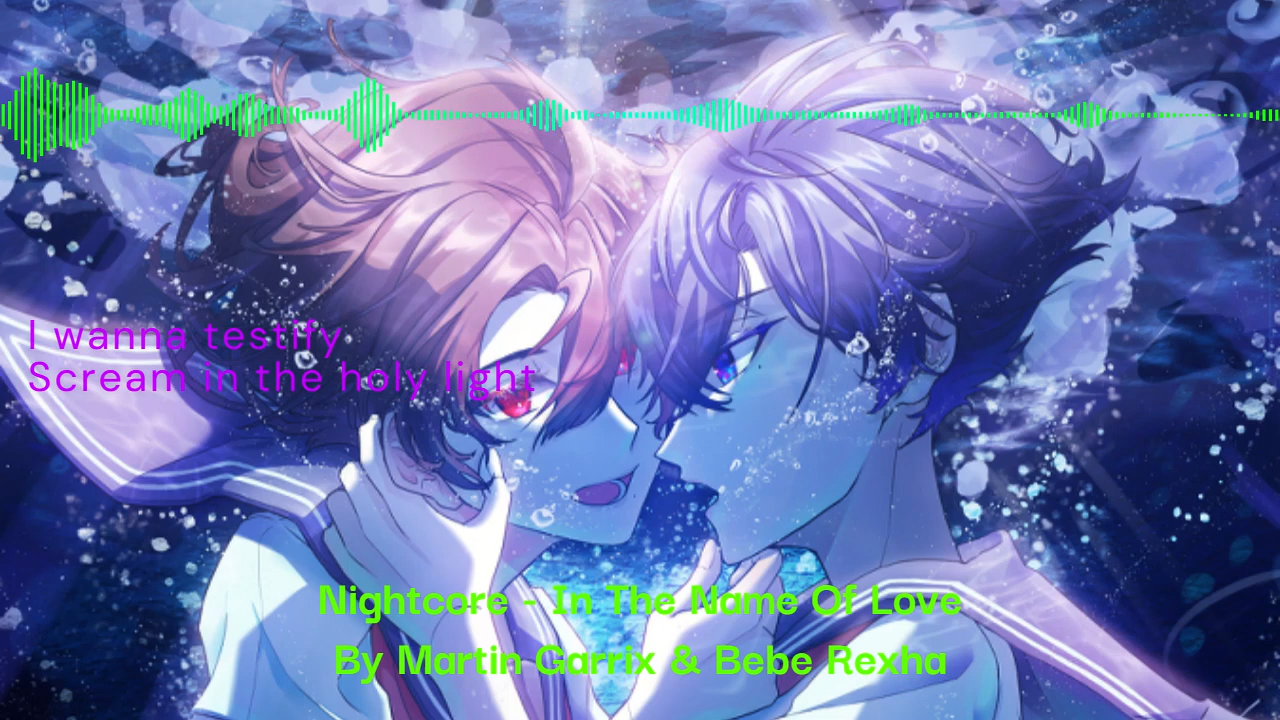 I wanna testify
Scream in the holy light
Nightcore - In The Name Of Love
By Martin Garrix & Bebe Rexha